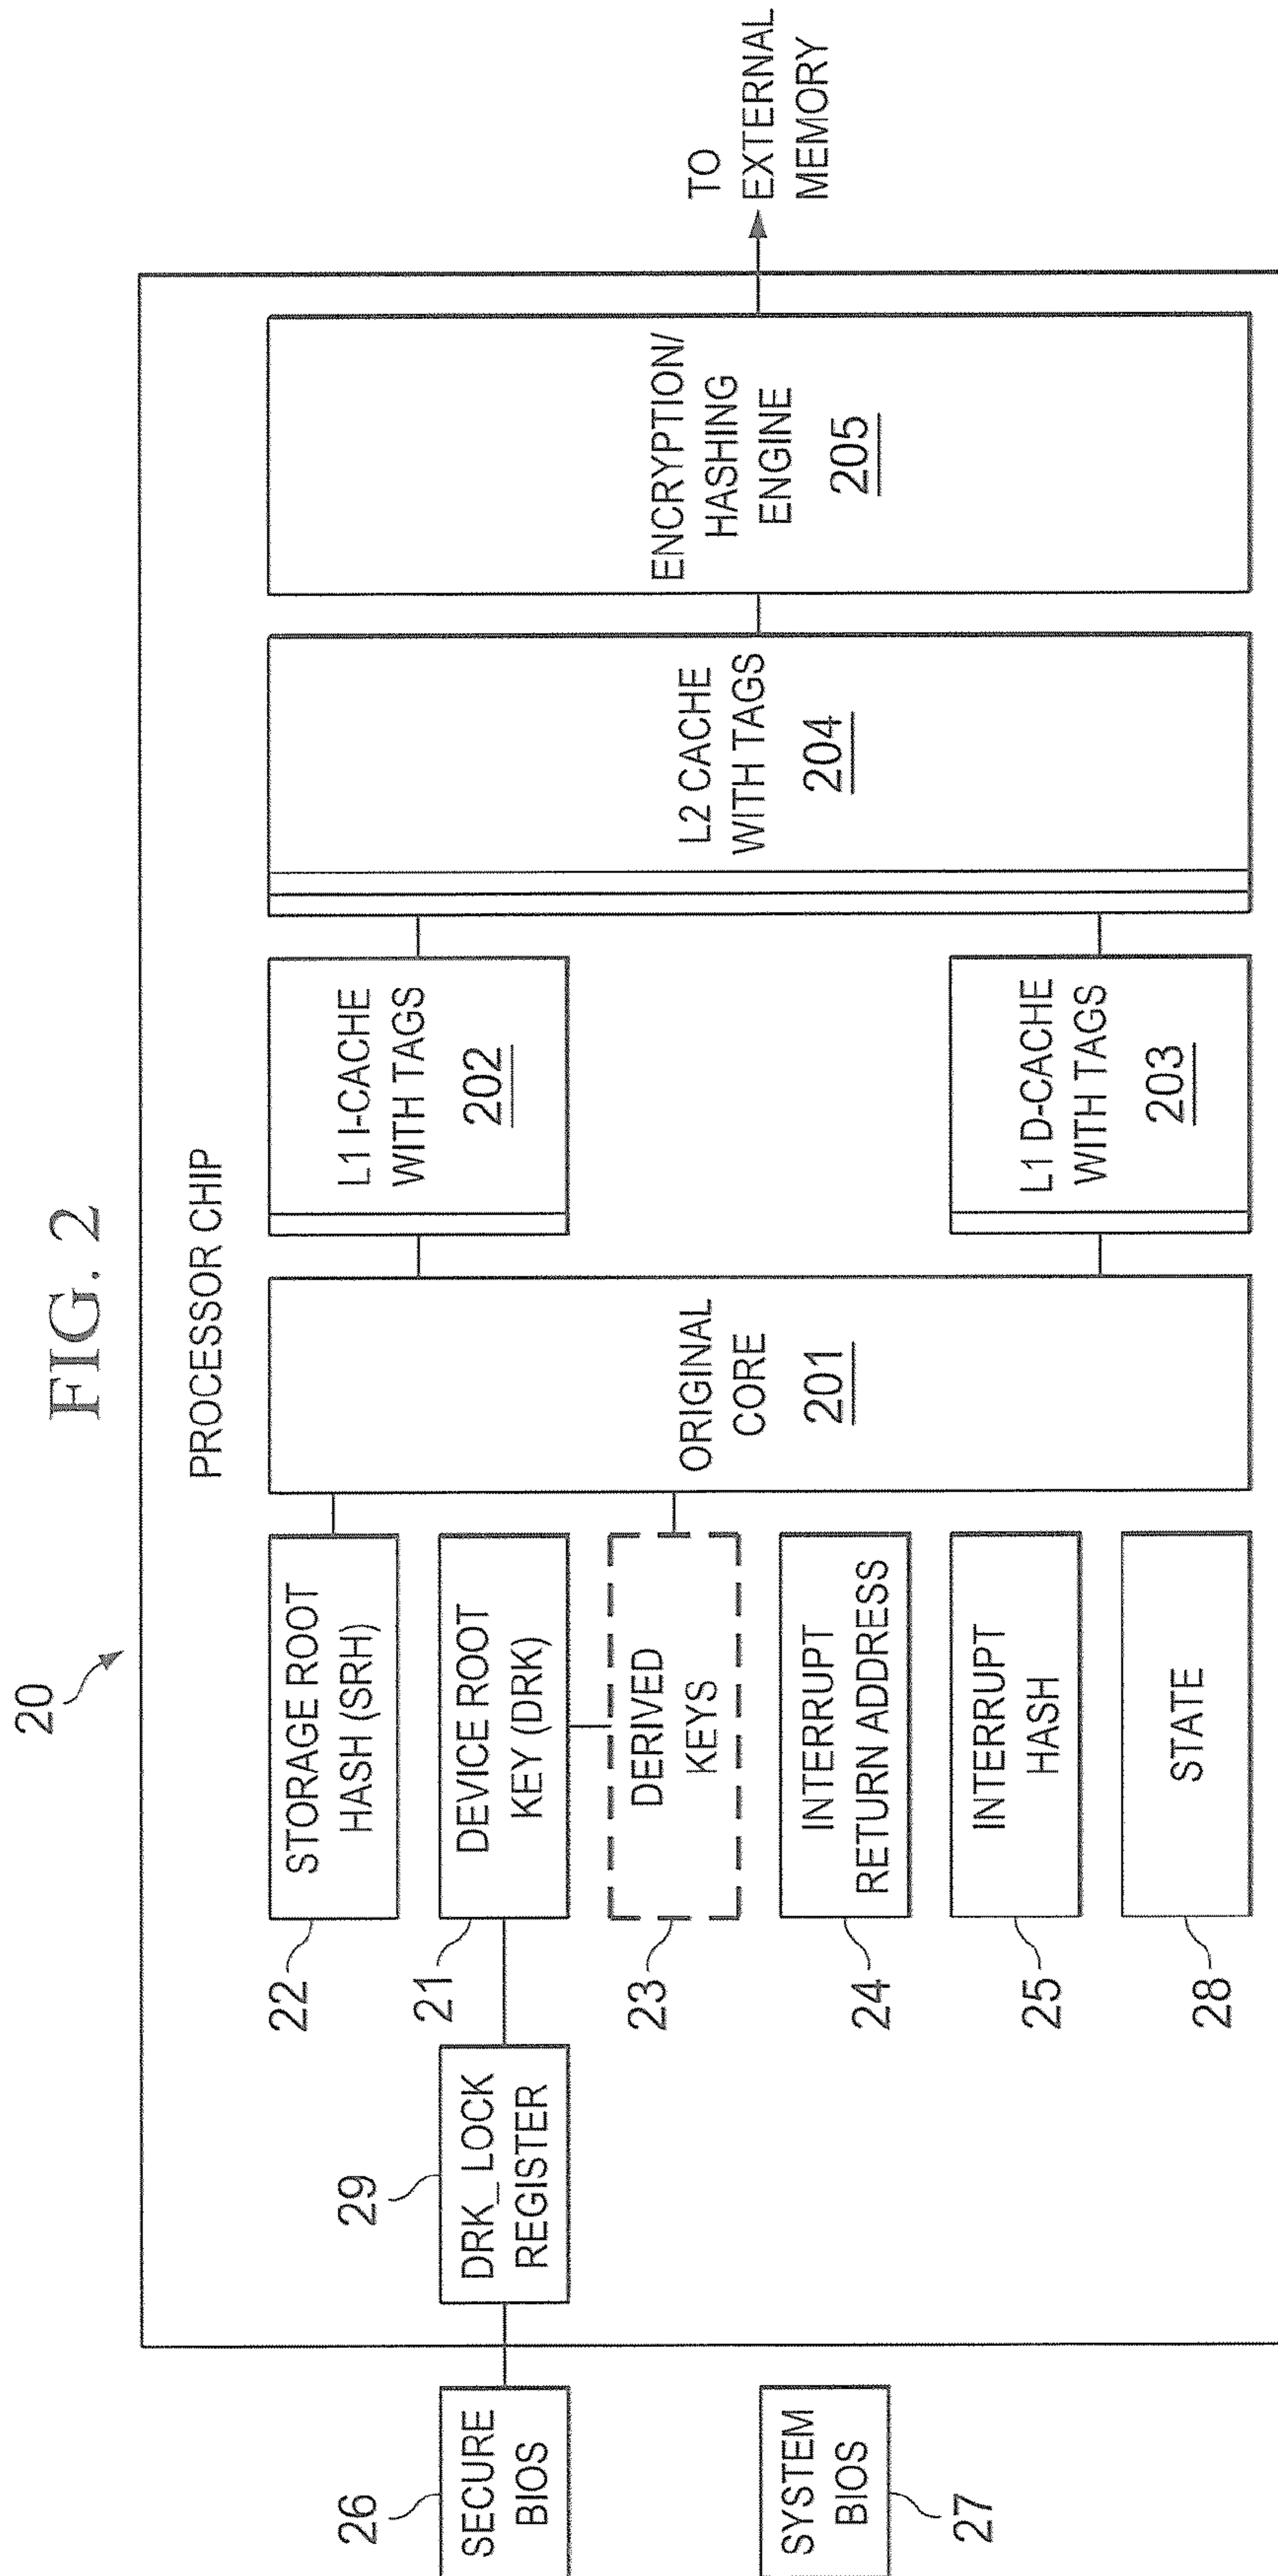 FIG. 2
20
PROCESSOR CHIP
26
SECURE
BIOS
SYSTEM
BIOS
27
29
DRK_LOCK
REGISTER
22
STORAGE ROOT
HASH (SRH)
21
DEVICE ROOT
KEY (DRK)
23
DERIVED
KEYS
24
INTERRUPT
RETURN ADDRESS
25
INTERRUPT
HASH
28
STATE
ORIGINAL
CORE
201
L1 I-CACHE
WITH TAGS
202
L1 D-CACHE
WITH TAGS
203
L2 CACHE
WITH TAGS
204
ENCRYPTION/
HASHING
ENGINE
205
TO
EXTERNAL
MEMORY